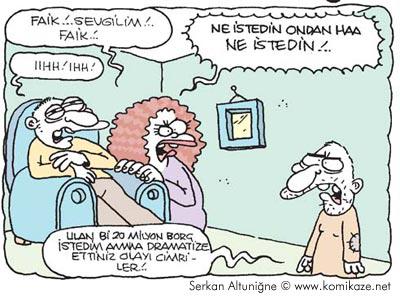 FAİK!. SEVGİLİM!.
FAİK!.
IIHH! IHH!
NE İSTEDİN ONDAN HAA
NE İSTEDİN!.
ULAN Bİ 20 MİLYON BORÇ
İSTEDİM AMMA DRAMATİZE
ETTİNİZ OLAYI CİMRİ-
LER!.
Serkan Altuniğne © www.komikaze.net